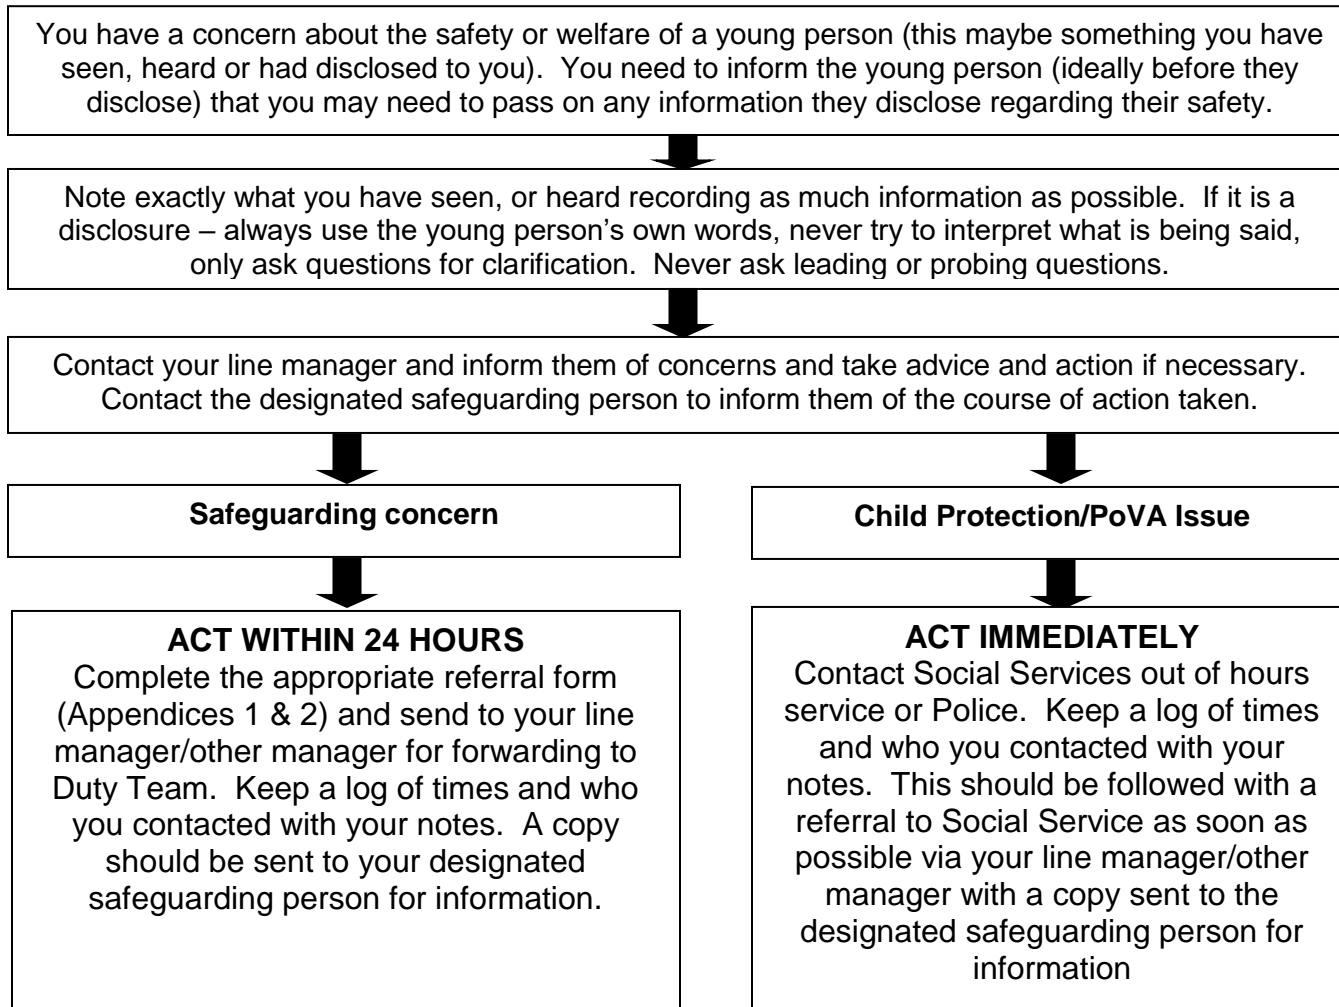 You have a concern about the safety or welfare of a young person (this maybe something you have
seen, heard or had disclosed to you).  You need to inform the young person (ideally before they
disclose) that you may need to pass on any information they disclose regarding their safety.
Note exactly what you have seen, or heard recording as much information as possible.  If it is a
disclosure – always use the young person's own words, never try to interpret what is being said,
only ask questions for clarification.  Never ask leading or probing questions.
Contact your line manager and inform them of concerns and take advice and action if necessary.
Contact the designated safeguarding person to inform them of the course of action taken.
Safeguarding concern
ACT WITHIN 24 HOURS
Complete the appropriate referral form
(Appendices 1 & 2) and send to your line
manager/other manager for forwarding to
Duty Team.  Keep a log of times and who
you contacted with your notes.  A copy
should be sent to your designated
safeguarding person for information.
Child Protection/PoVA Issue
ACT IMMEDIATELY
Contact Social Services out of hours
service or Police.  Keep a log of times
and who you contacted with your
notes.  This should be followed with a
referral to Social Service as soon as
possible via your line manager/other
manager with a copy sent to the
designated safeguarding person for
information